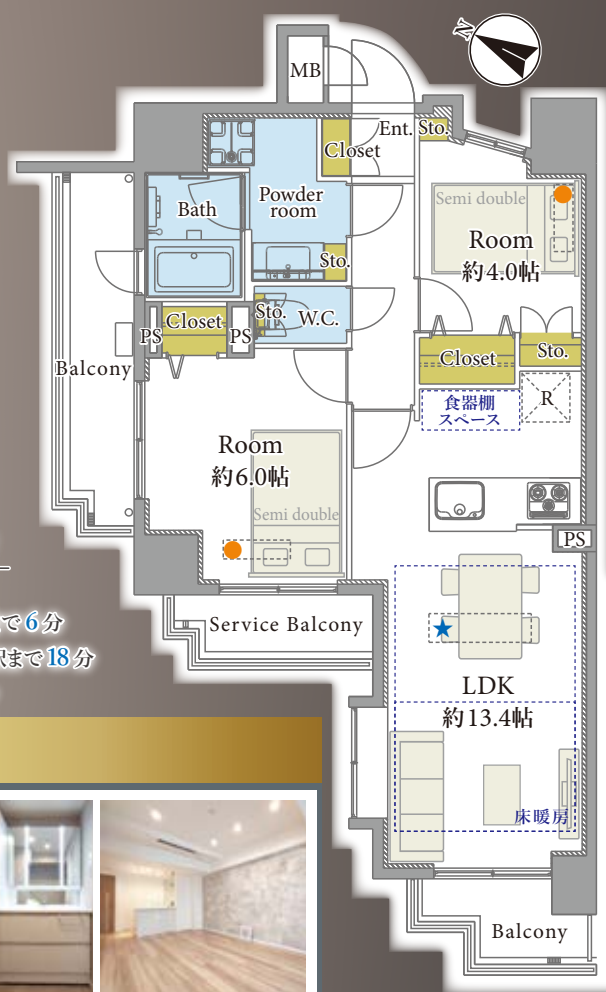 N
MB
Ent.
Sto.
Closet
Bath
Powder
room
Sto.
Semi double
Room
約4.0帖
PS
Closet
PS
Sto.
W.C.
Balcony
Closet
Sto.
食器棚
スペース
R
Room
約6.0帖
Semi double
PS
で6分
駅まで18分
Service Balcony
LDK
約13.4帖
床暖房
Balcony